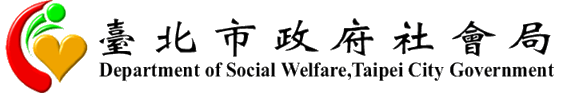 臺北市政府社會局
Department of Social Welfare,Taipei City Government